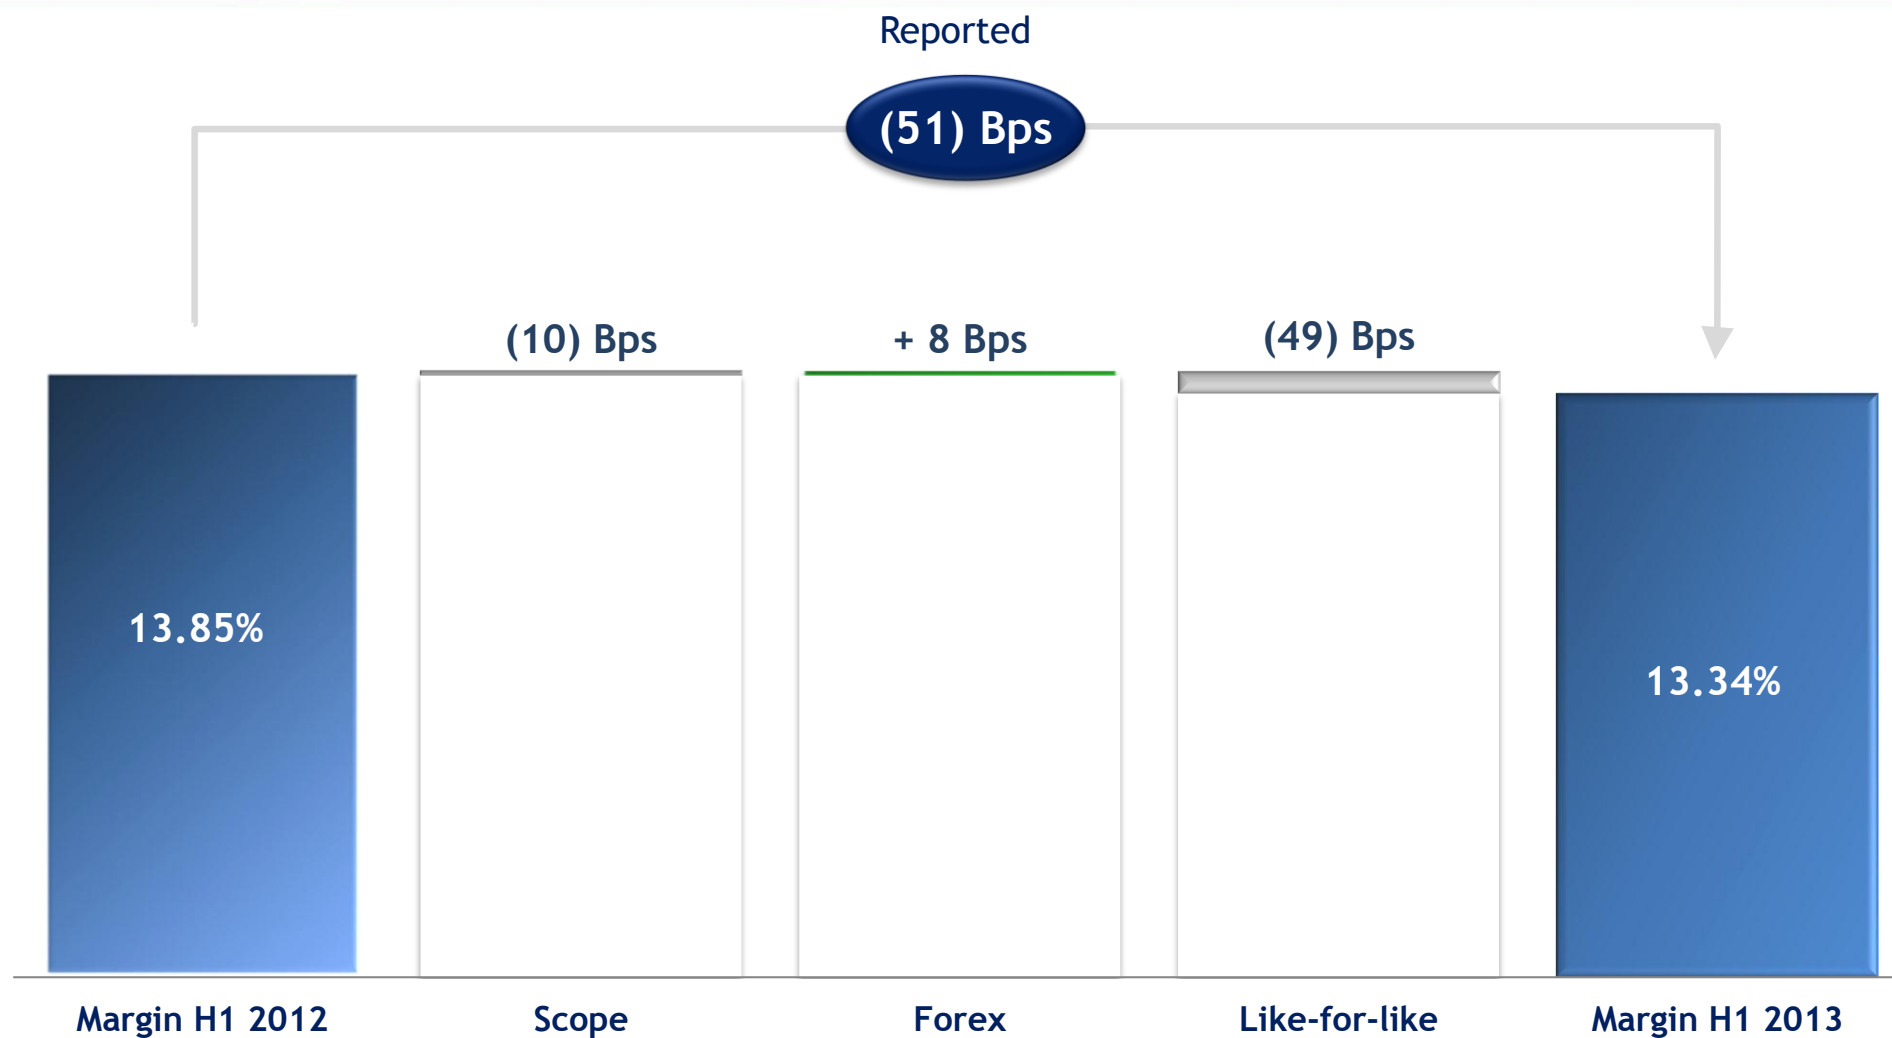 Reported
(51) Bps
(10) Bps
+ 8 Bps
(49) Bps
13.85%
13.34%
Margin H1 2012
Scope
Forex
Like-for-like
Margin H1 2013